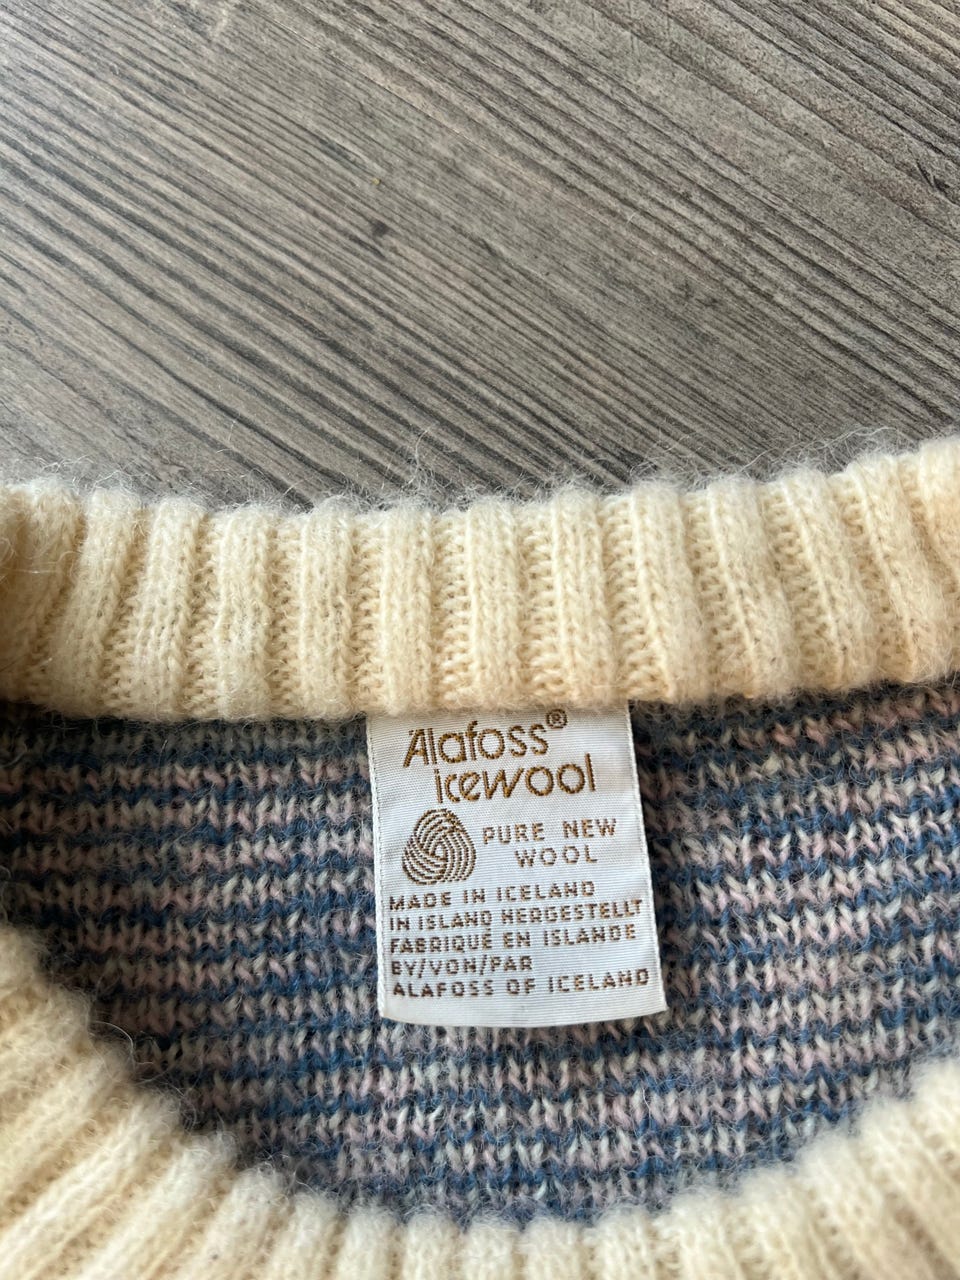 Álafoss®
icewool
PURE NEW
WOOL
MADE IN ICELAND
IN ISLAND HERGESTELLT
FABRIQUÉ EN ISLANDE
BY/VON/PAR
ALAFOSS OF ICELAND